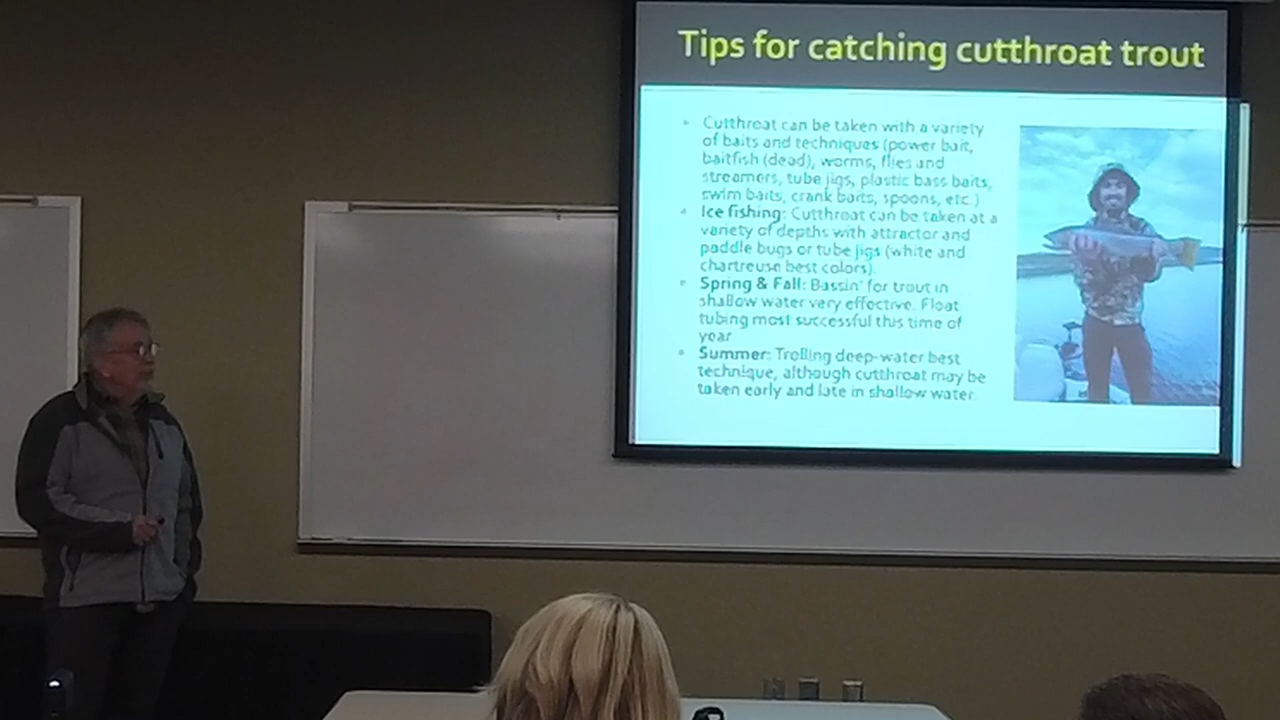 Tips for catching cutthroat trout
Cutthroat can be taken with a variety
of baits and techniques (power bait,
baitfish (dead), worms, flies and
streamers, tube jigs, plastic bass baits,
swim baits, crank baits, spoons, etc.)
Ice fishing: Cutthroat can be taken at a
variety of depths with attractor and
paddle bugs or tube jigs (white and
chartreuse best colors).
Spring & Fall: Bassin' for trout in
shallow water very effective. Float
tubing most successful this time of
year
Summer: Trolling deep-water best
technique, although cutthroat may be
taken early and late in shallow water.